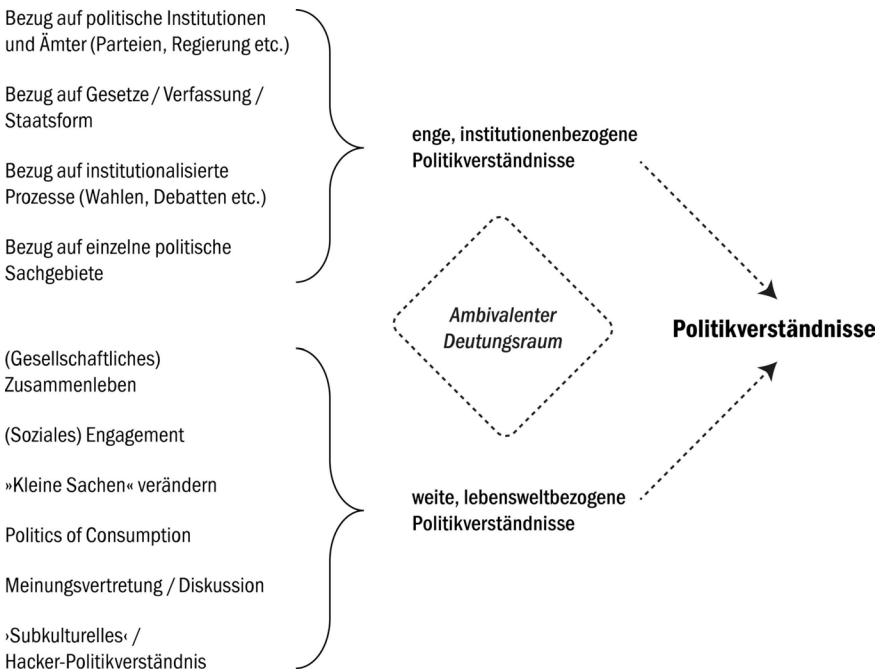 Bezug auf politische Institutionen
und Ämter (Parteien, Regierung etc.)
Bezug auf Gesetze / Verfassung /
Staatsform
Bezug auf institutionalisierte
Prozesse (Wahlen, Debatten etc.)
Bezug auf einzelne politische
Sachgebiete
enge, institutionenbezogene
Politikverständnisse
Ambivalenter
Deutungsraum
Politikverständnisse
(Gesellschaftliches)
Zusammenleben
(Soziales) Engagement
»Kleine Sachen« verändern
Politics of Consumption
Meinungsvertretung / Diskussion
›Subkulturelles‹ /
Hacker-Politikverständnis
weite, lebensweltbezogene
Politikverständnisse